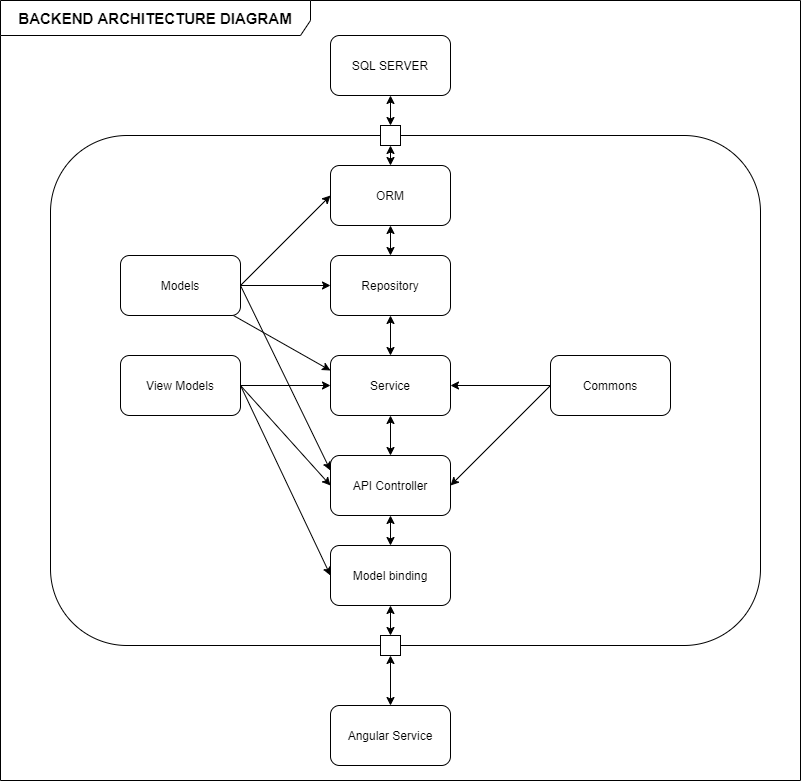 BACKEND ARCHITECTURE DIAGRAM
SQL SERVER
ORM
Models
Repository
View Models
Service
Commons
API Controller
Model binding
Angular Service